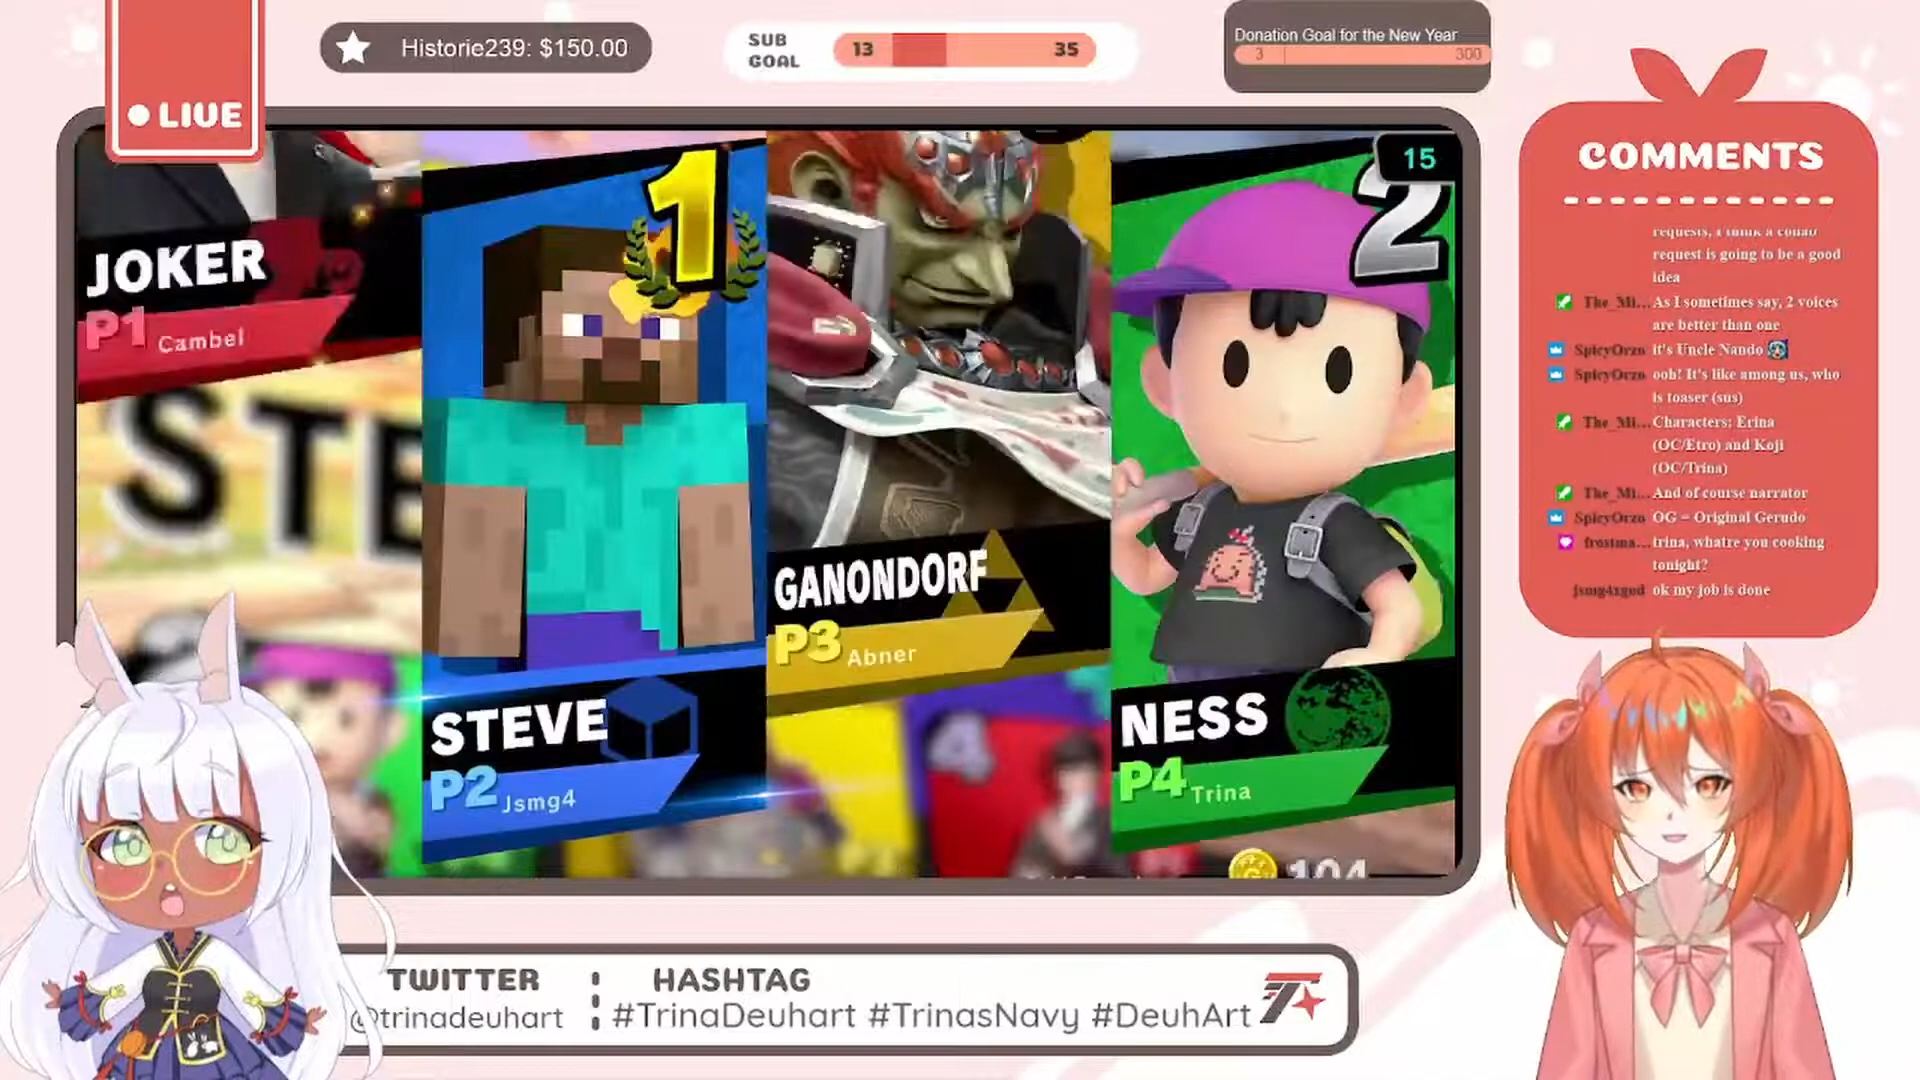 LIVE
Historie239: $150.00
SUB
GOAL
13
35
Donation Goal for the New Year
3
300
COMMENTS
request is going to be a good
idea
The_Mi... As I sometimes say, 2 voices
are better than one
SpicyOrzo it's Uncle Nando
SpicyOrzo ooh! It's like among us, who
is toaser (sus)
The_Mi... Characters: Erina
(OC/Etro) and Koji
(OC/Trina)
The_Mi... And of course narrator
SpicyOrzo OG = Original Gerudo
frostma... trina, whatre you cooking
tonight?
jsmg4xgod ok my job is done
JOKER
P1 Cambel
STE
1
STEVE
P2 Jsmg4
GANONDORF
P3 Abner
15
2
NESS
P4 Trina
4
104
TWITTER
@trinadeuhart
HASHTAG
#TrinaDeuhart #TrinasNavy #DeuhArt